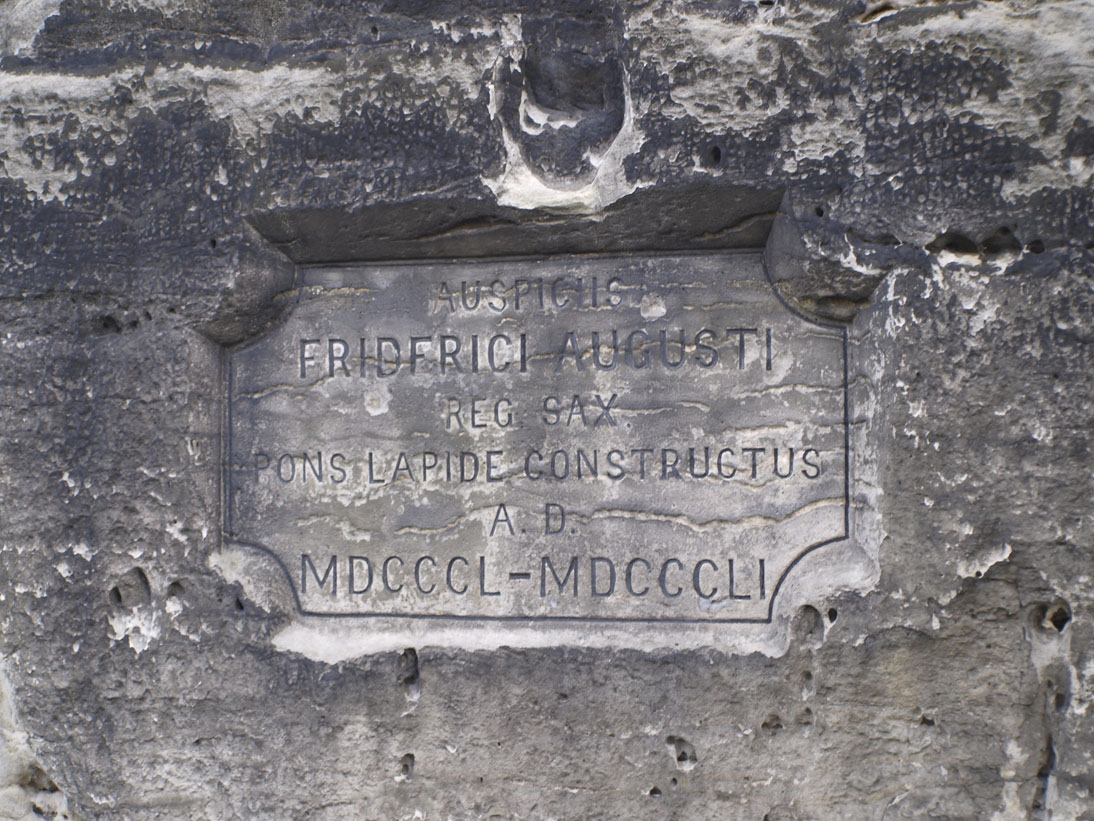 AUSPICIIS
FRIDERICI AUGUSTI
REG. SAX.
PONS LAPIDE CONSTRUCTUS
A. D.
MDCCCL-MDCCCLI